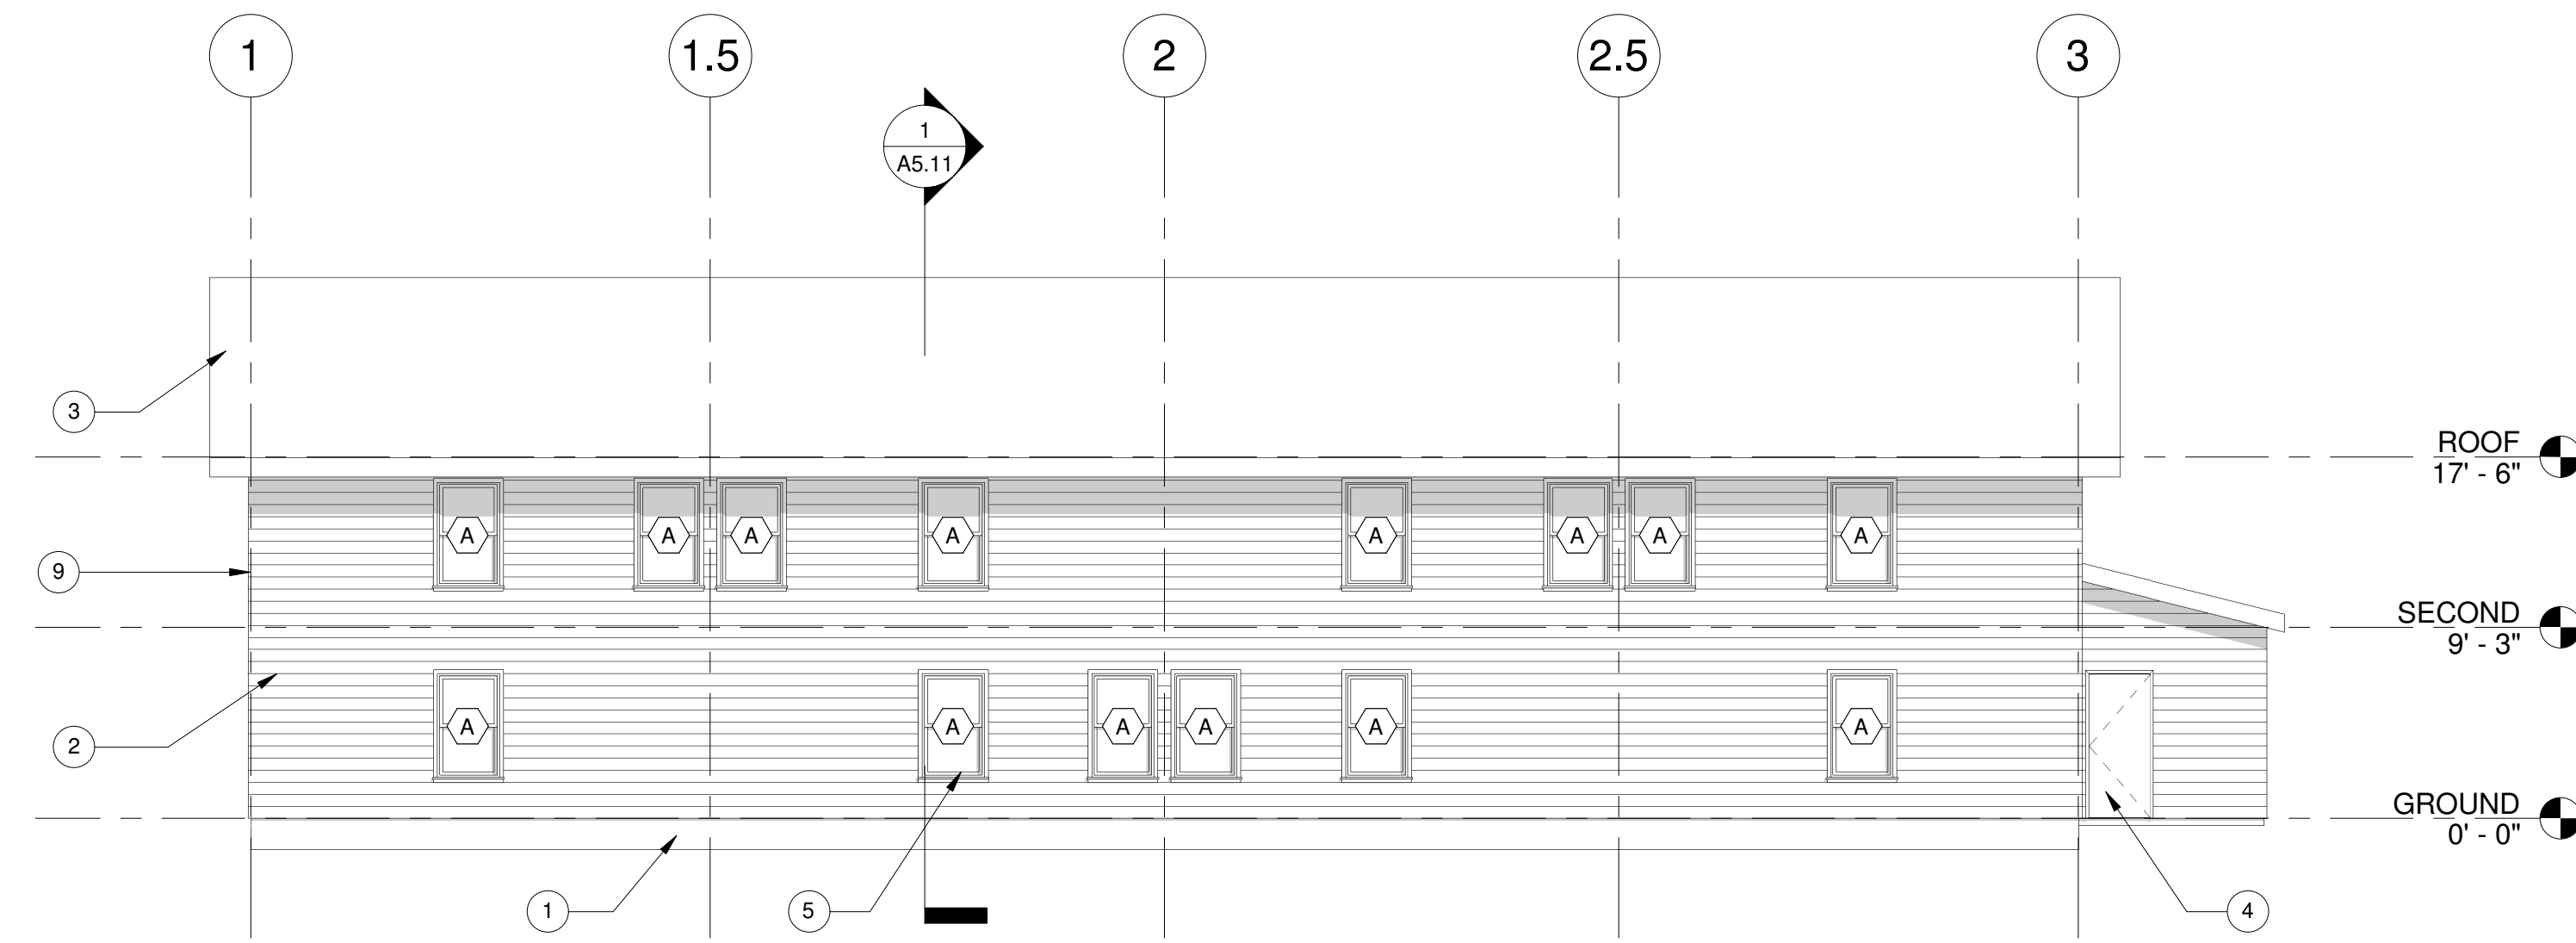 1 1.5 2 2.5 3
1
A5.11
3
ROOF
17' - 6"
A A A A A A A A
9
SECOND
9' - 3"
A A A A A A
2
GROUND
0' - 0"
1 5 4